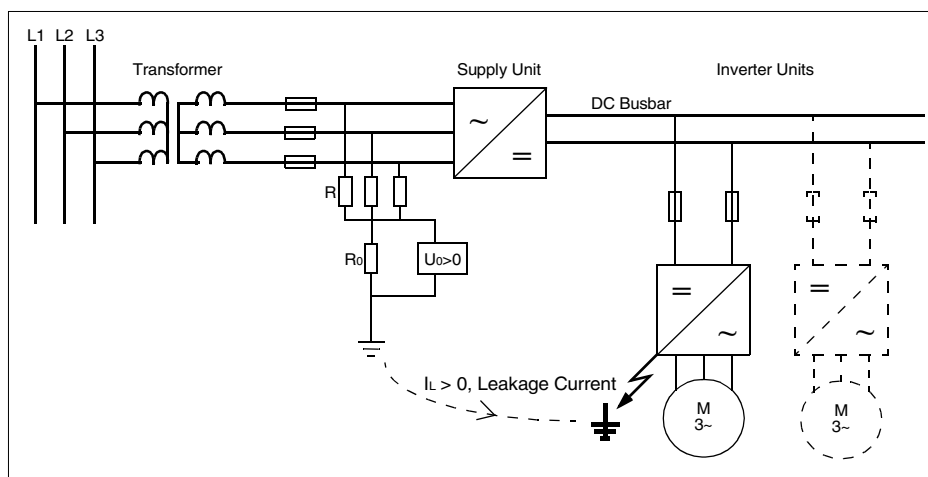 L1 L2 L3
Transformer
Supply Unit
Inverter Units
DC Busbar
~
=
R
R0
U0>0
=
~
=
~
IL > 0, Leakage Current
M
3~
M
3~